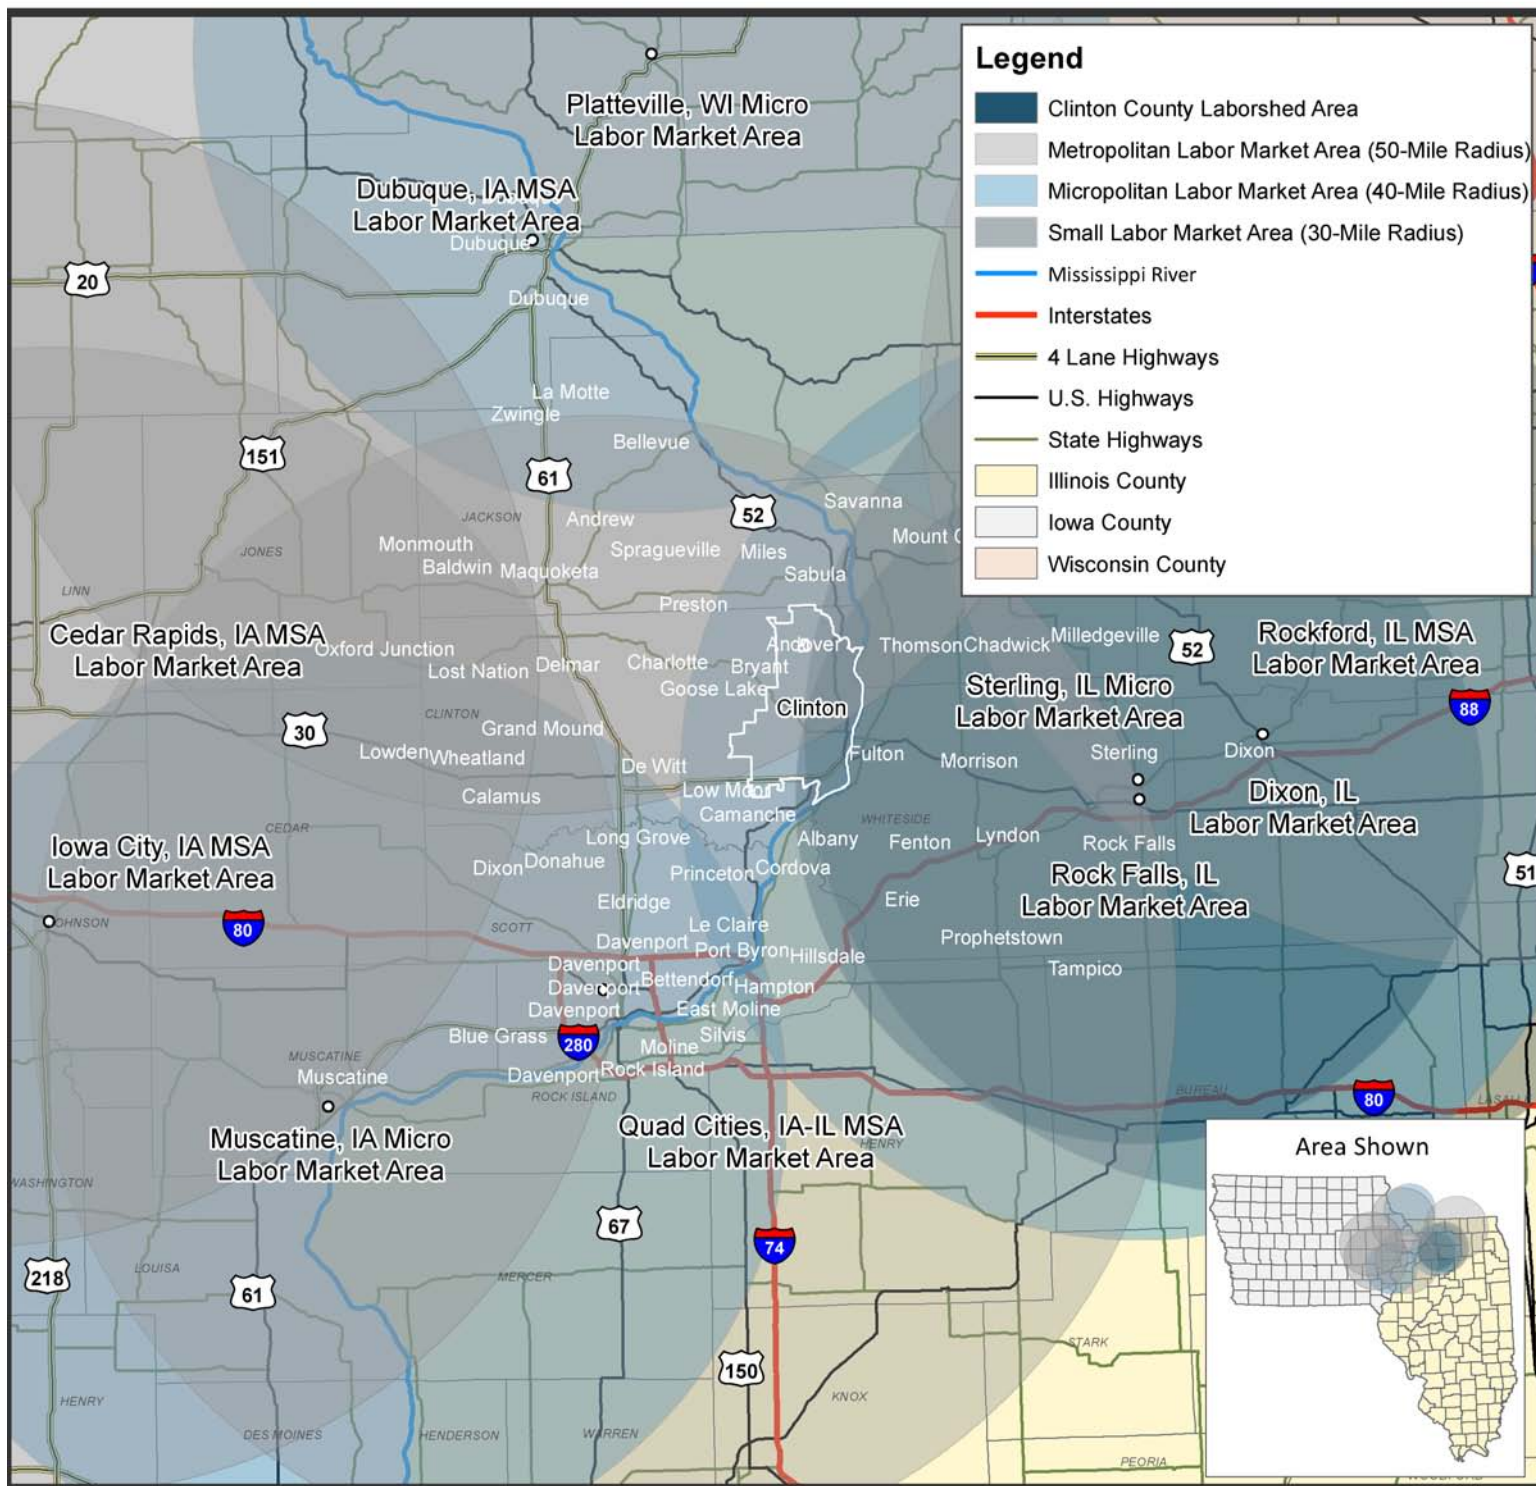 Legend
Clinton County Laborshed Area
Metropolitan Labor Market Area (50-Mile Radius)
Micropolitan Labor Market Area (40-Mile Radius)
Small Labor Market Area (30-Mile Radius)
Mississippi River
Interstates
4 Lane Highways
U.S. Highways
State Highways
Illinois County
Iowa County
Wisconsin County
Platteville, WI Micro
Labor Market Area
Dubuque, IA MSA
Labor Market Area
Dubuque
20
Dubuque
La Motte
Zwingle
Bellevue
151
61
52
Savanna
JACKSON
Andrew
Mount
Monmouth
JONES
Spragueville
Miles
Baldwin
Maquoketa
Sabula
LINN
Preston
Cedar Rapids, IA MSA
Labor Market Area
Oxford Junction
Lost Nation
Delmar
Charlotte
Bryant
Andover
Goose Lake
Thomson
Chadwick
Milledgeville
52
Rockford, IL MSA
Labor Market Area
Sterling, IL Micro
Labor Market Area
88
CLINTON
Clinton
30
Grand Mound
Lowden
Wheatland
De Witt
Fulton
Morrison
Sterling
Dixon
Calamus
Low Moor
Camanche
Dixon, IL
Labor Market Area
CEDAR
WHITESIDE
Iowa City, IA MSA
Labor Market Area
Long Grove
Albany
Fenton
Lyndon
Rock Falls
Dixon
Donahue
Princeton
Cordova
Rock Falls, IL
Labor Market Area
51
Eldridge
Erie
JOHNSON
80
SCOTT
Le Claire
Davenport
Port Byron
Hillsdale
Prophetstown
Davenport
Tampico
Davenport
Bettendorf
Hampton
Davenport
East Moline
Blue Grass
280
Silvis
Moline
MUSCATINE
Muscatine
Davenport
Rock Island
ROCK ISLAND
BUREAU
80
LASALLE
Muscatine, IA Micro
Labor Market Area
Quad Cities, IA-IL MSA
Labor Market Area
HENRY
Area Shown
WASHINGTON
67
74
LOUISA
218
61
MERCER
STARK
150
HENRY
KNOX
DES MOINES
HENDERSON
WARREN
PEORIA
WOODFORD